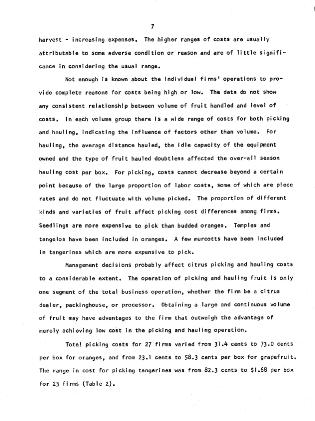 7
harvest - increasing expenses. The higher ranges of costs are usually
attributable to some adverse condition or reason and are of little signifi-
cance in considering the usual range.
Not enough is known about the individual firms' operations to pro-
vide complete reasons for costs being high or low. The data do not show
any consistent relationship between volume of fruit handled and level of
costs. In each volume group there is a wide range of costs for both picking
and hauling, indicating the influence of factors other than volume. For
hauling, the average distance hauled, the idle capacity of the equipment
owned and the type of fruit hauled doubtless affected the over-all season
hauling cost per box. For picking, costs cannot decrease beyond a certain
point because of the large proportion of labor costs, some of which are piece
rates and do not fluctuate with volume picked. The proportion of different
kinds and varieties of fruit affect picking cost differences among firms.
Seedlings are more expensive to pick than budded oranges. Temples and
tangelos have been included in oranges. A few murcotts have been included
in tangerines which are more expensive to pick.
Management decisions probably affect citrus picking and hauling costs
to a considerable extent. The operation of picking and hauling fruit is only
one segment of the total business operation, whether the firm be a citrus
dealer, packinghouse, or processor. Obtaining a large and continuous volume
of fruit may have advantages to the firm that outweigh the advantage of
merely achieving low cost in the picking and hauling operation.
Total picking costs for 27 firms varied from 31.4 cents to 73.0 cents
per box for oranges, and from 23.1 cents to 58.3 cents per box for grapefruit.
The range in cost for picking tangerines was from 82.3 cents to $1.68 per box
for 23 firms (Table 2).